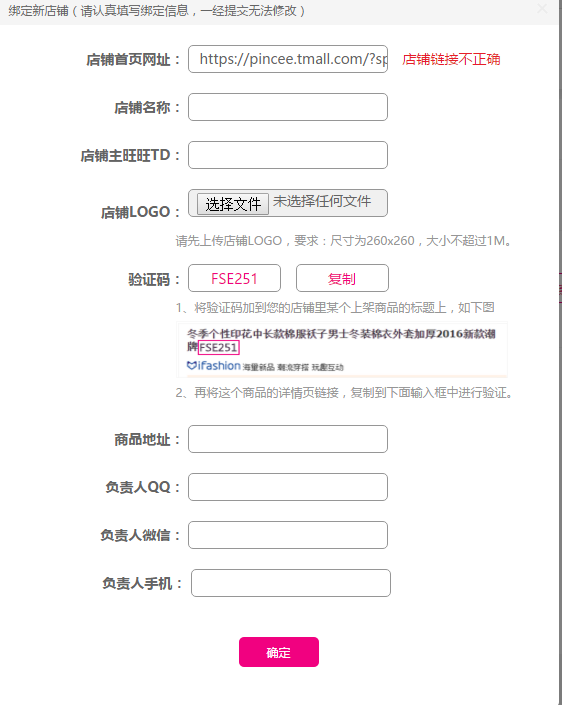 绑定新店铺（请认真填写绑定信息，一经提交无法修改）
店铺首页网址： https://pincee.tmall.com/?sp 店铺链接不正确
店铺名称：
店铺主旺旺TD：
店铺LOGO： 选择文件 未选择任何文件
请先上传店铺LOGO，要求：尺寸为260x260，大小不超过1M。
验证码： FSE251 复制
1、将验证码加到您的店铺里某个上架商品的标题上，如下图
冬季个性印花中长款棉服袄子男士冬装棉衣外套加厚2016新款潮
牌FSE251
ifashion 海量新品 潮流穿搭 玩趣互动
2、再将这个商品的详情页链接，复制到下面输入框中进行验证。
商品地址：
负责人QQ：
负责人微信：
负责人手机：
确定